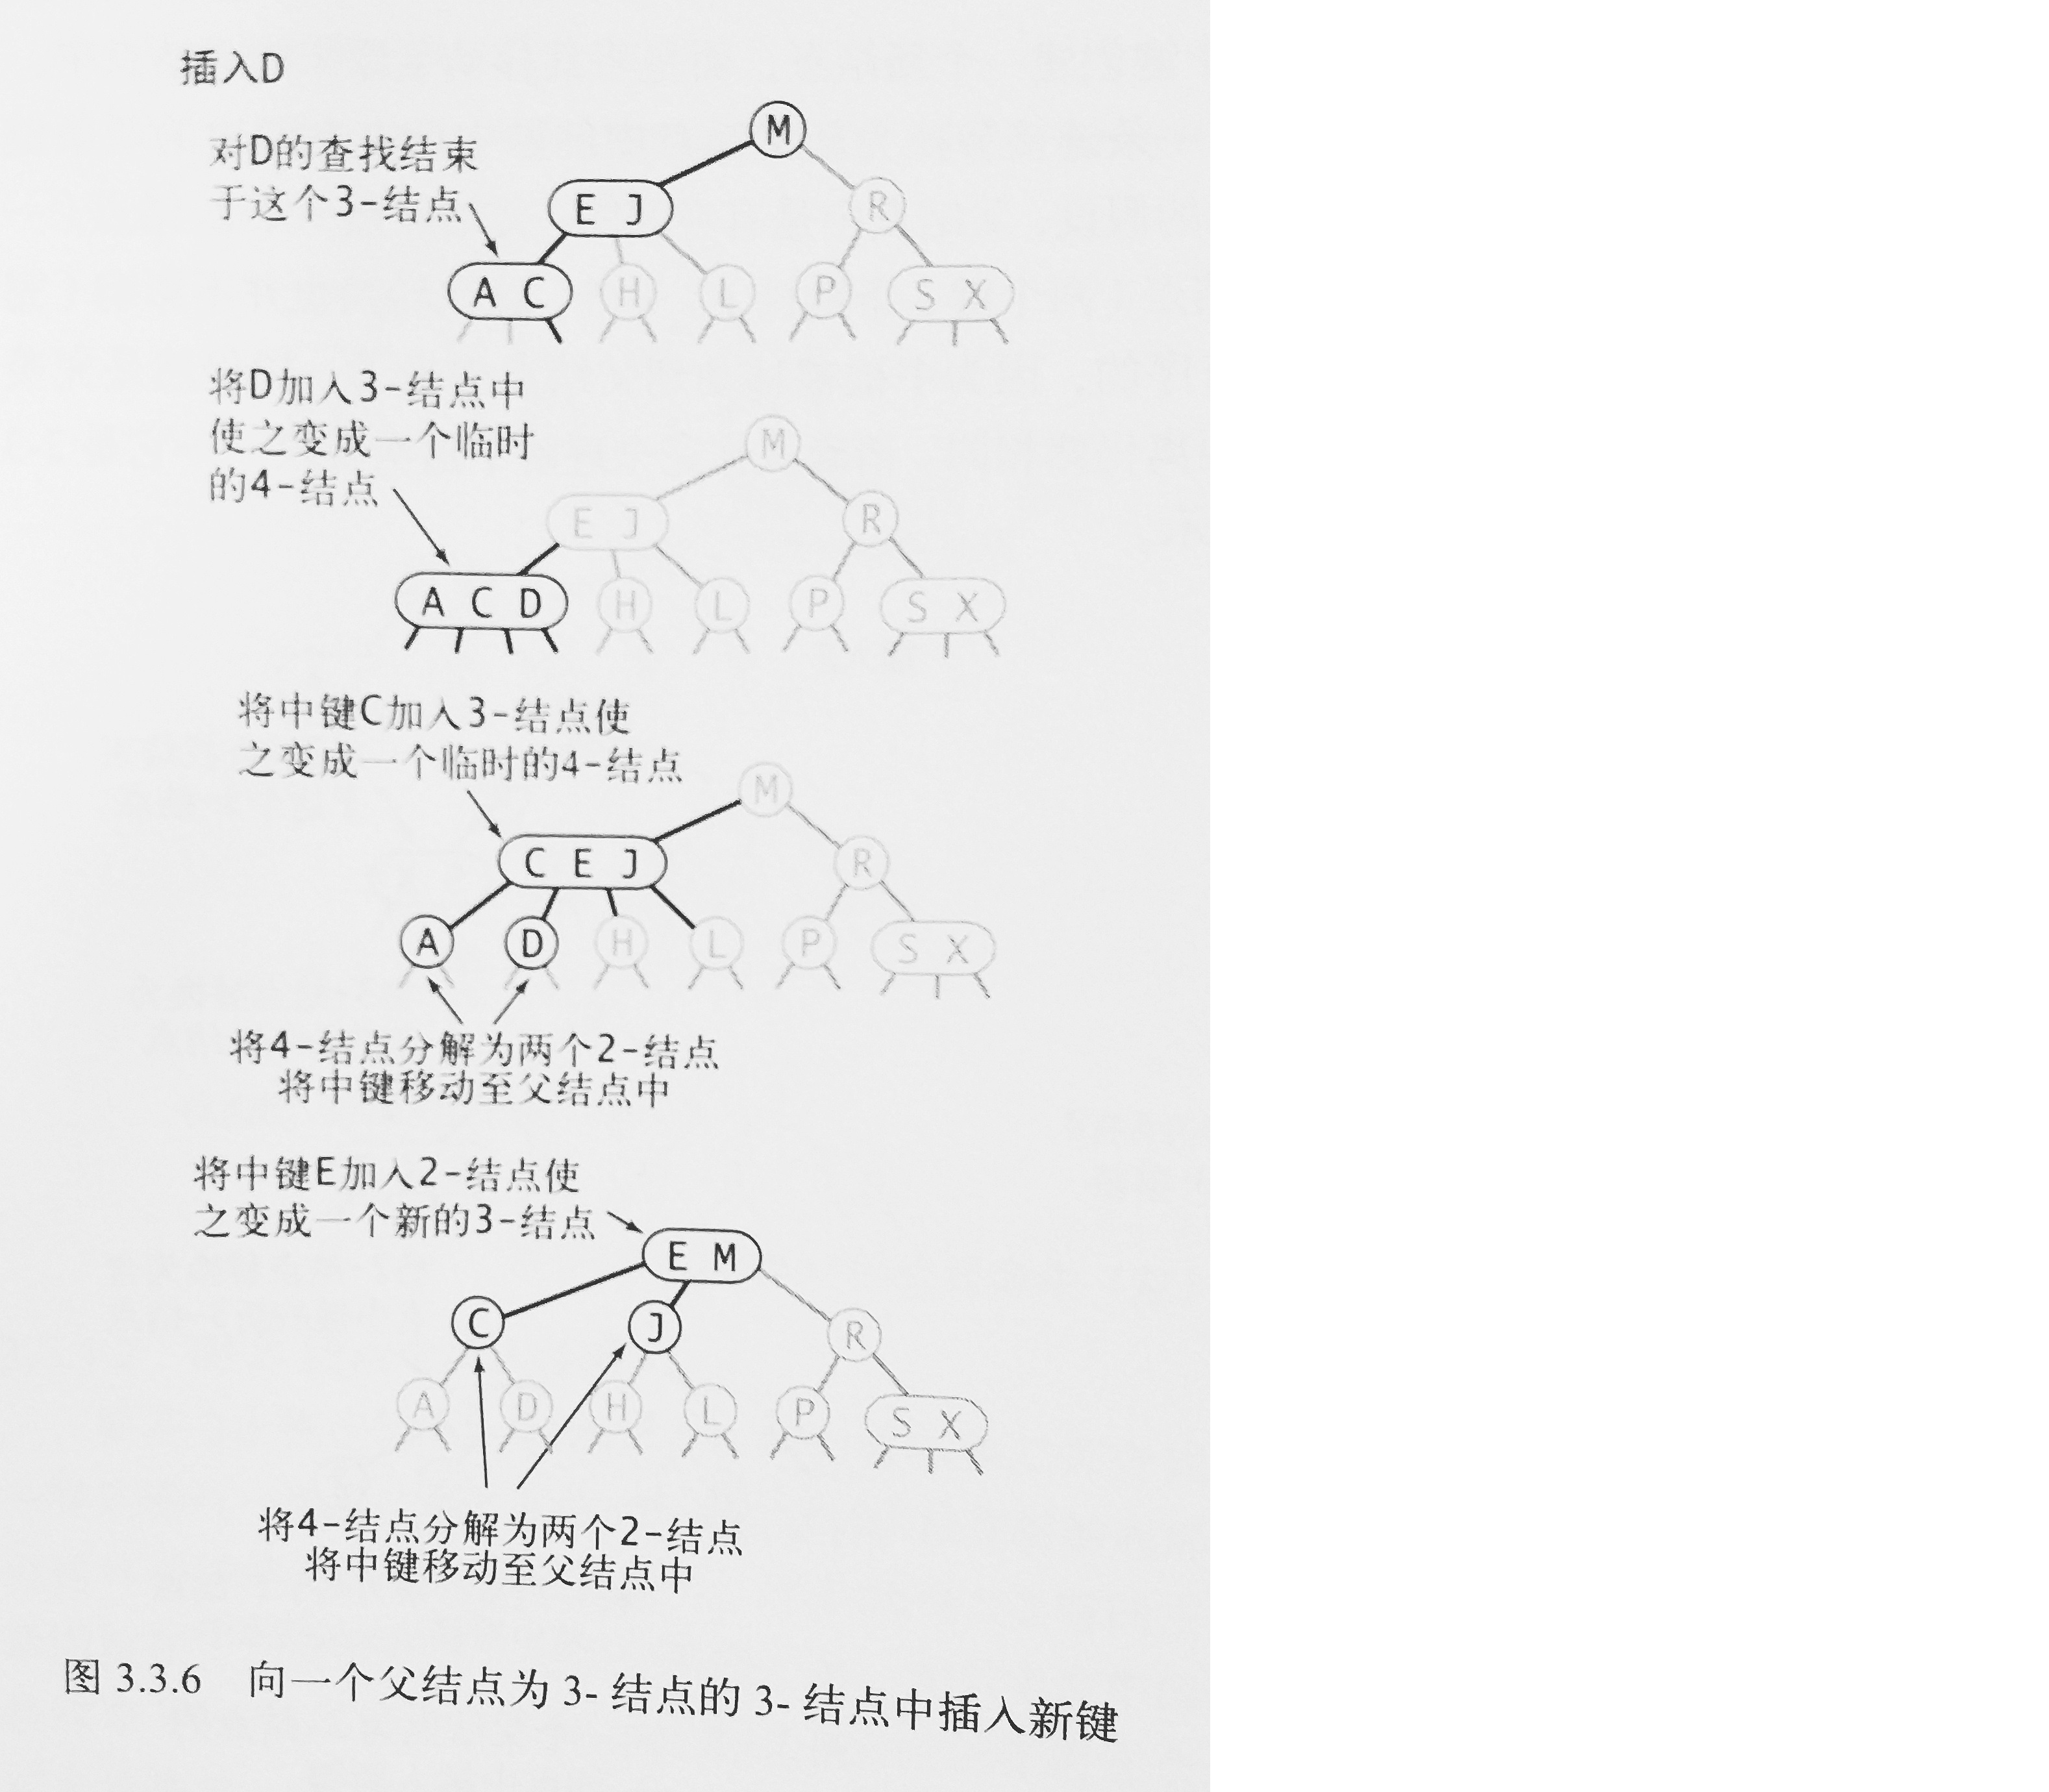 插入D
对D的查找结束
于这个3-结点
M
E J
R
A C
H
L
P
S X
将D加入3-结点中
使之变成一个临时
的4-结点
M
E J
R
A C D
H
L
P
S X
将中键C加入3-结点使
之变成一个临时的4-结点
M
C E J
R
A
D
H
L
P
S X
将4-结点分解为两个2-结点
将中键移动至父结点中
将中键E加入2-结点使
之变成一个新的3-结点
E M
C
J
R
A
D
H
L
P
S X
将4-结点分解为两个2-结点
将中键移动至父结点中
图 3.3.6 向一个父结点为 3- 结点的 3- 结点中插入新键